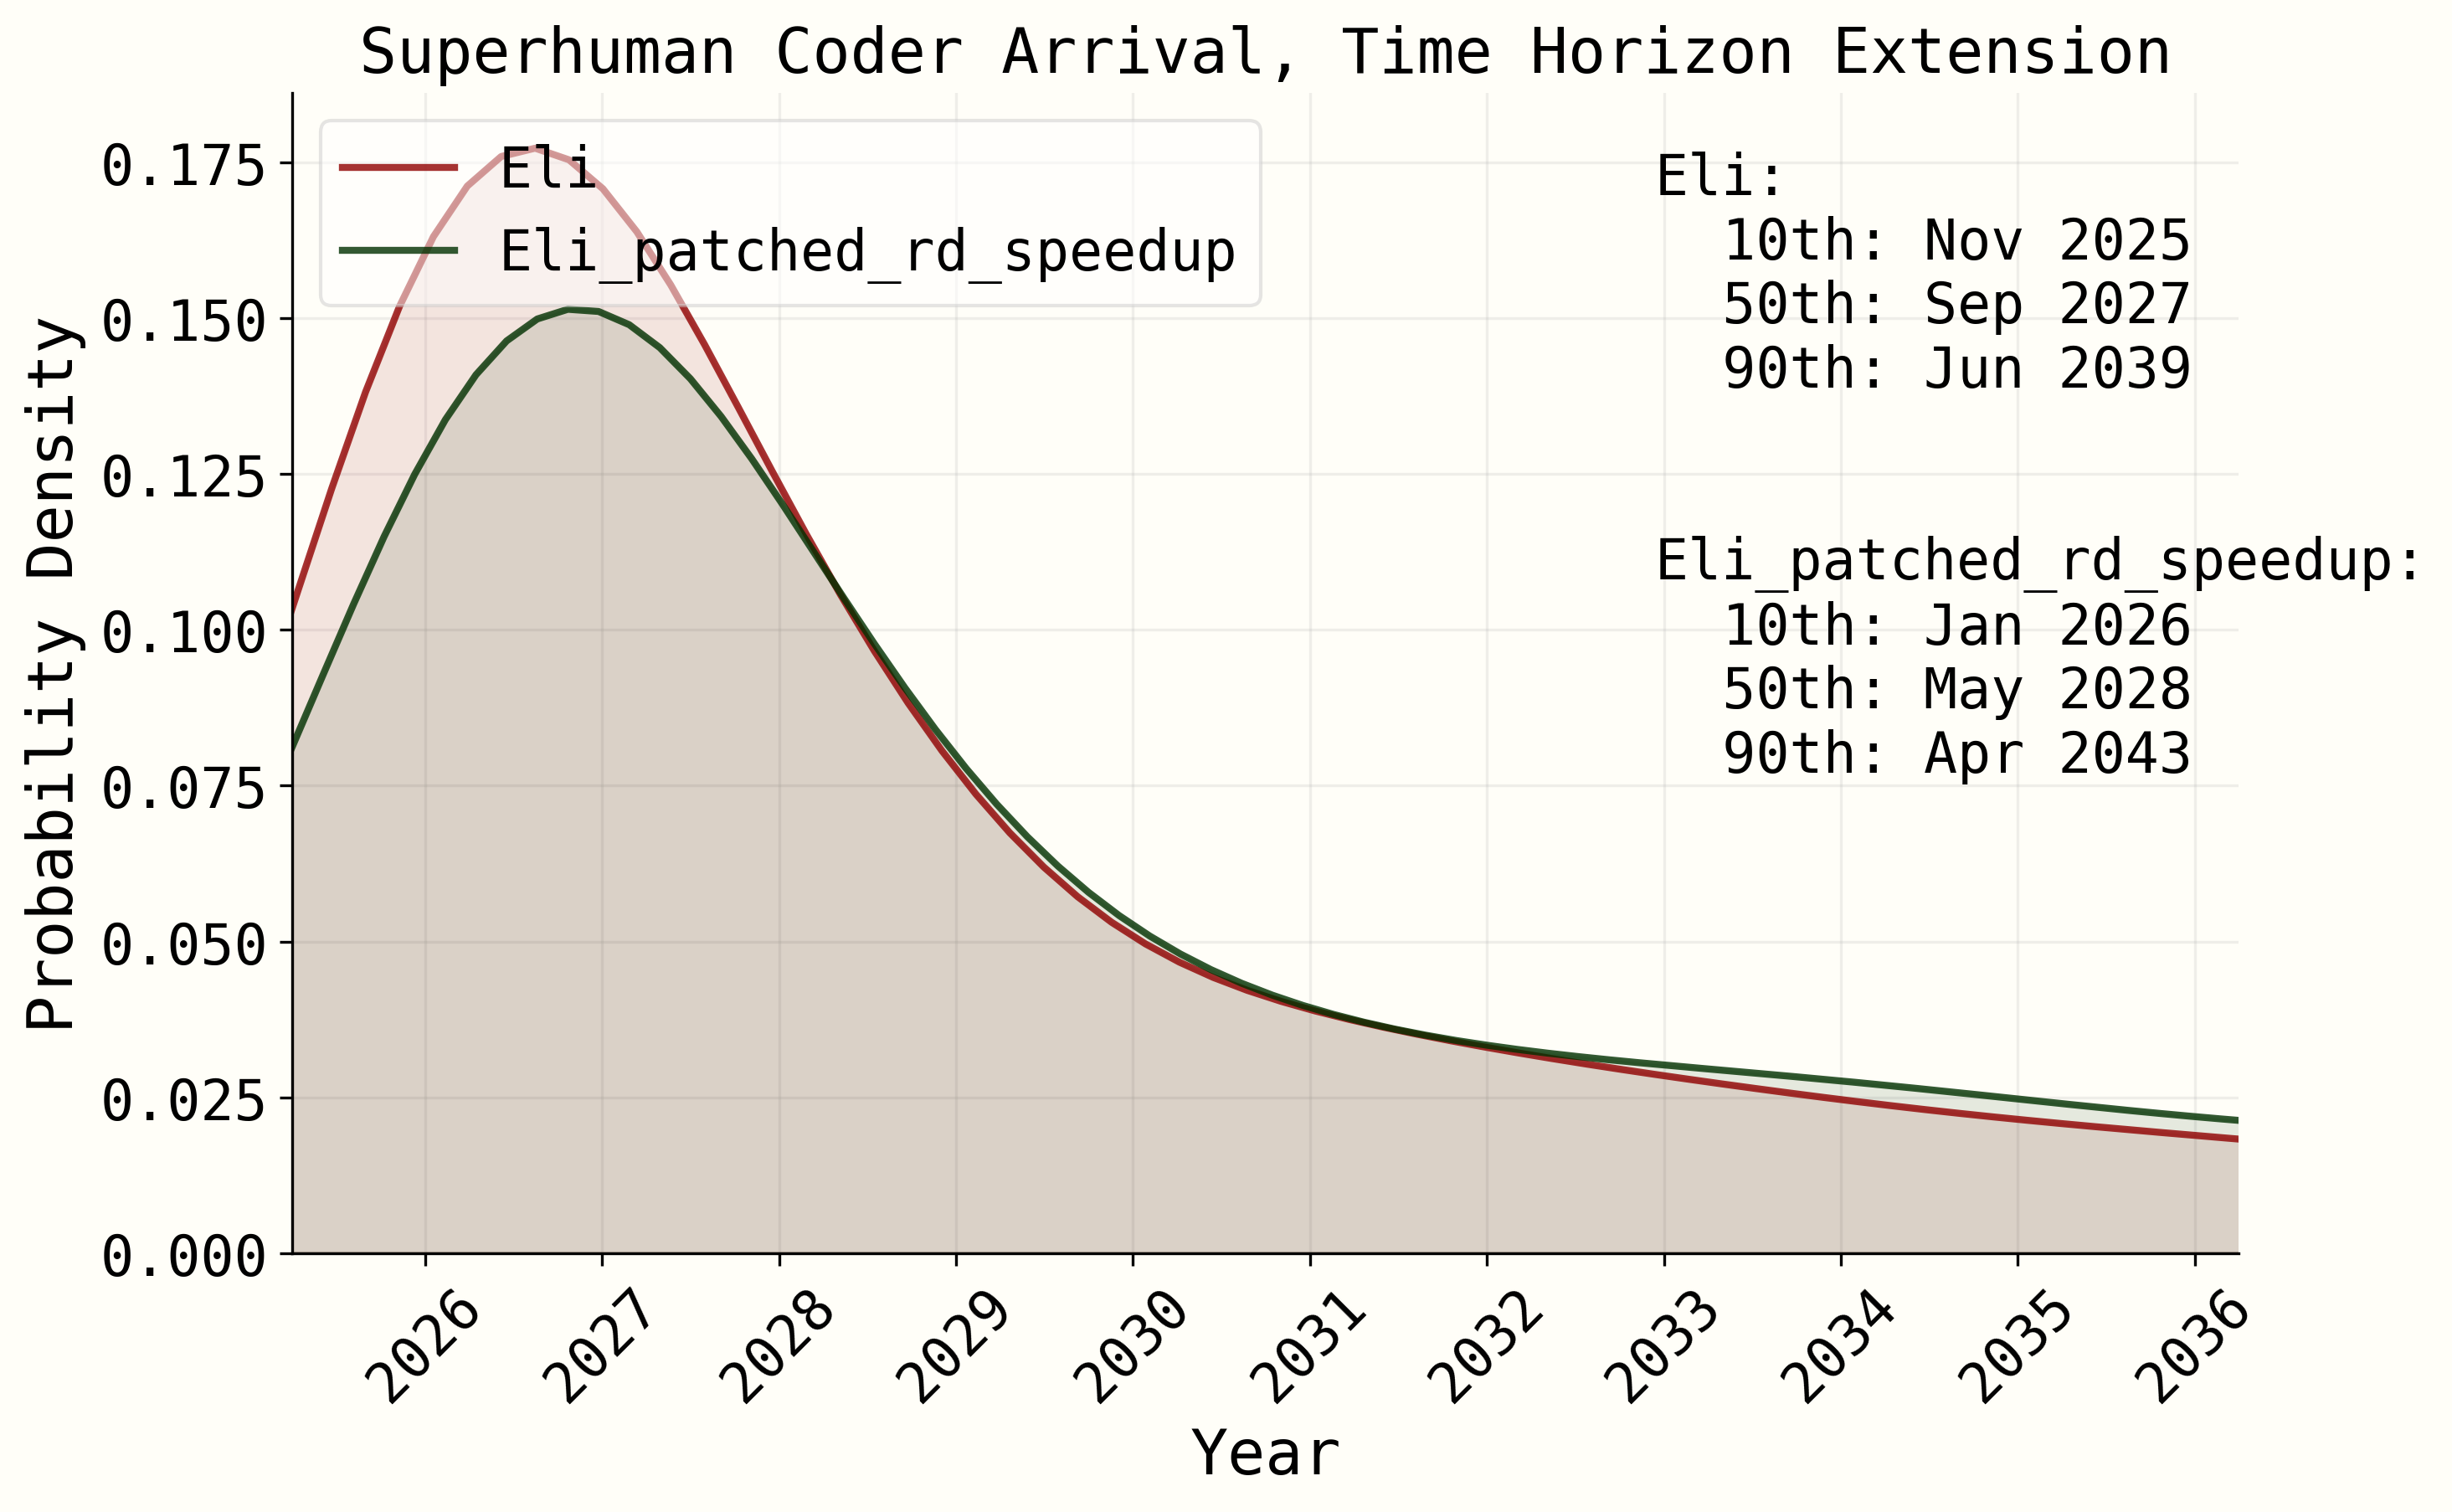 Superhuman Coder Arrival, Time Horizon Extension
Eli
Eli_patched_rd_speedup
Eli:
10th: Nov 2025
50th: Sep 2027
90th: Jun 2039
Eli_patched_rd_speedup:
10th: Jan 2026
50th: May 2028
90th: Apr 2043
Probability Density
0.175
0.150
0.125
0.100
0.075
0.050
0.025
0.000
2026
2027
2028
2029
2030
2031
2032
2033
2034
2035
2036
Year